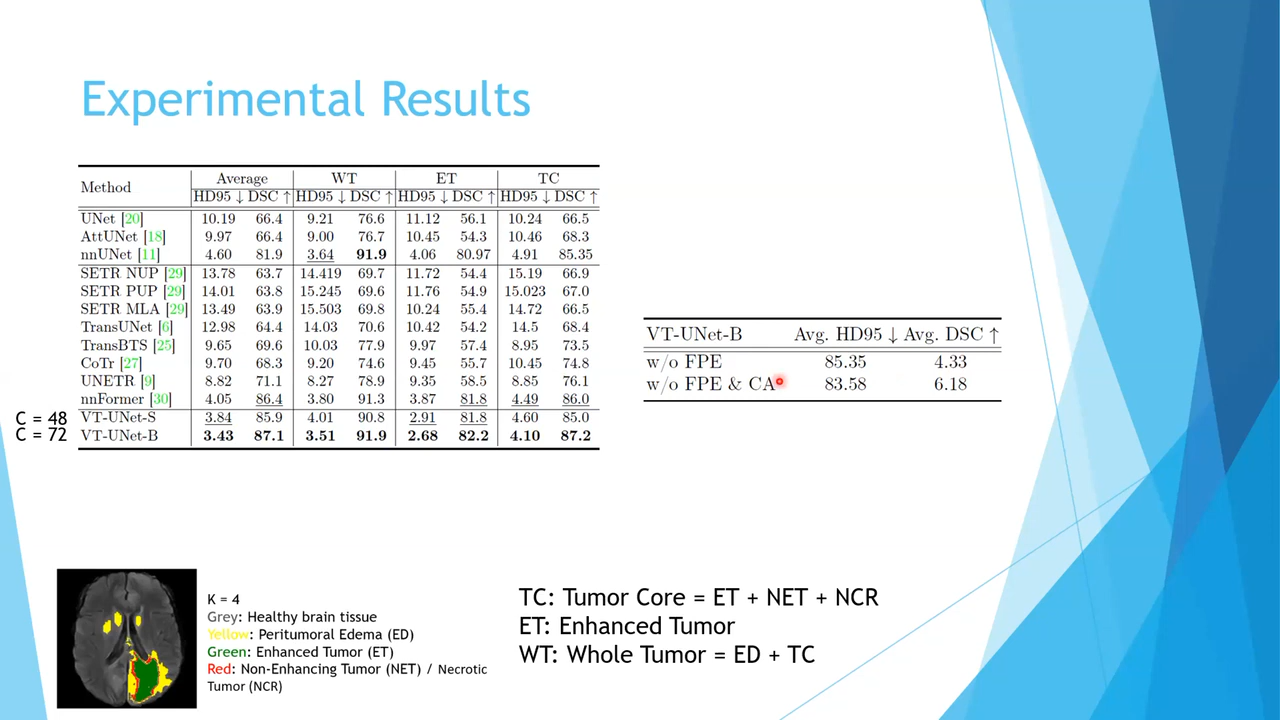 Experimental Results
Method Average WT ET TC
HD95 ↓ DSC ↑ HD95 ↓ DSC ↑ HD95 ↓ DSC ↑ HD95 ↓ DSC ↑
UNet [20] 10.19 66.4 9.21 76.6 11.12 56.1 10.24 66.5
AttUNet [18] 9.97 66.4 9.00 76.7 10.45 54.3 10.46 68.3
nnUNet [11] 4.60 81.9 3.64 91.9 4.06 80.97 4.91 85.35
SETR NUP [29] 13.78 63.7 14.419 69.7 11.72 54.4 15.19 66.9
SETR PUP [29] 14.01 63.8 15.245 69.6 11.76 54.9 15.023 67.0
SETR MLA [29] 13.49 63.9 15.503 69.8 10.24 55.4 14.72 66.5
TransUNet [6] 12.98 64.4 14.03 70.6 10.42 54.2 14.5 68.4
TransBTS [25] 9.65 69.6 10.03 77.9 9.97 57.4 8.95 73.5
CoTr [27] 9.70 68.3 9.20 74.6 9.45 55.7 10.45 74.8
UNETR [9] 8.82 71.1 8.27 78.9 9.35 58.5 8.85 76.1
nnFormer [30] 4.05 86.4 3.80 91.3 3.87 81.8 4.49 86.0
C = 48 VT-UNet-S 3.84 85.9 4.01 90.8 2.91 81.8 4.60 85.0
C = 72 VT-UNet-B 3.43 87.1 3.51 91.9 2.68 82.2 4.10 87.2
VT-UNet-B Avg. HD95 ↓ Avg. DSC ↑
w/o FPE 85.35 4.33
w/o FPE & CA 83.58 6.18
K = 4
Grey: Healthy brain tissue
Yellow: Peritumoral Edema (ED)
Green: Enhanced Tumor (ET)
Red: Non-Enhancing Tumor (NET) / Necrotic
Tumor (NCR)
TC: Tumor Core = ET + NET + NCR
ET: Enhanced Tumor
WT: Whole Tumor = ED + TC